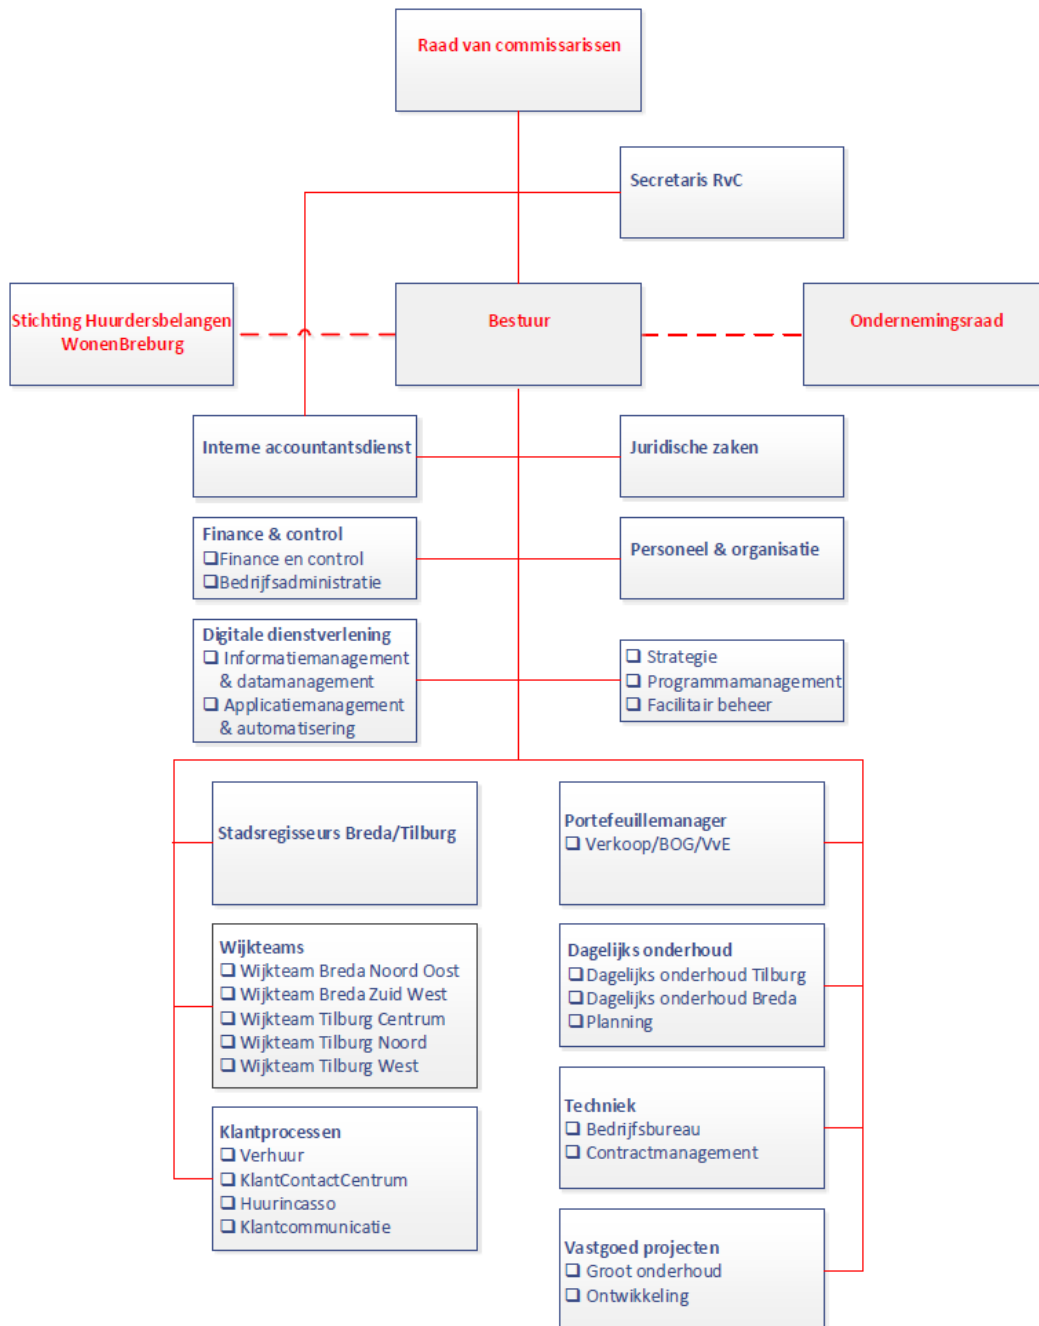 Raad van commissarissen
Secretaris RvC
Stichting Huurdersbelangen
WonenBreburg
Bestuur
Ondernemingsraad
Interne accountantsdienst
Juridische zaken
Finance & control
❑Finance en control
❑Bedrijfsadministratie
Personeel & organisatie
Digitale dienstverlening
❑ Informatiemanagement
& datamanagement
❑ Applicatiemanagement
& automatisering
❑ Strategie
❑ Programmamanagement
❑ Facilitair beheer
Stadsregisseurs Breda/Tilburg
Portefeuillemanager
❑ Verkoop/BOG/VvE
Wijkteams
❑ Wijkteam Breda Noord Oost
❑ Wijkteam Breda Zuid West
❑ Wijkteam Tilburg Centrum
❑ Wijkteam Tilburg Noord
❑ Wijkteam Tilburg West
Dagelijks onderhoud
❑ Dagelijks onderhoud Tilburg
❑ Dagelijks onderhoud Breda
❑ Planning
Klantprocessen
❑ Verhuur
❑ KlantContactCentrum
❑ Huurincasso
❑ Klantcommunicatie
Techniek
❑ Bedrijfsbureau
❑ Contractmanagement
Vastgoed projecten
❑ Groot onderhoud
❑ Ontwikkeling